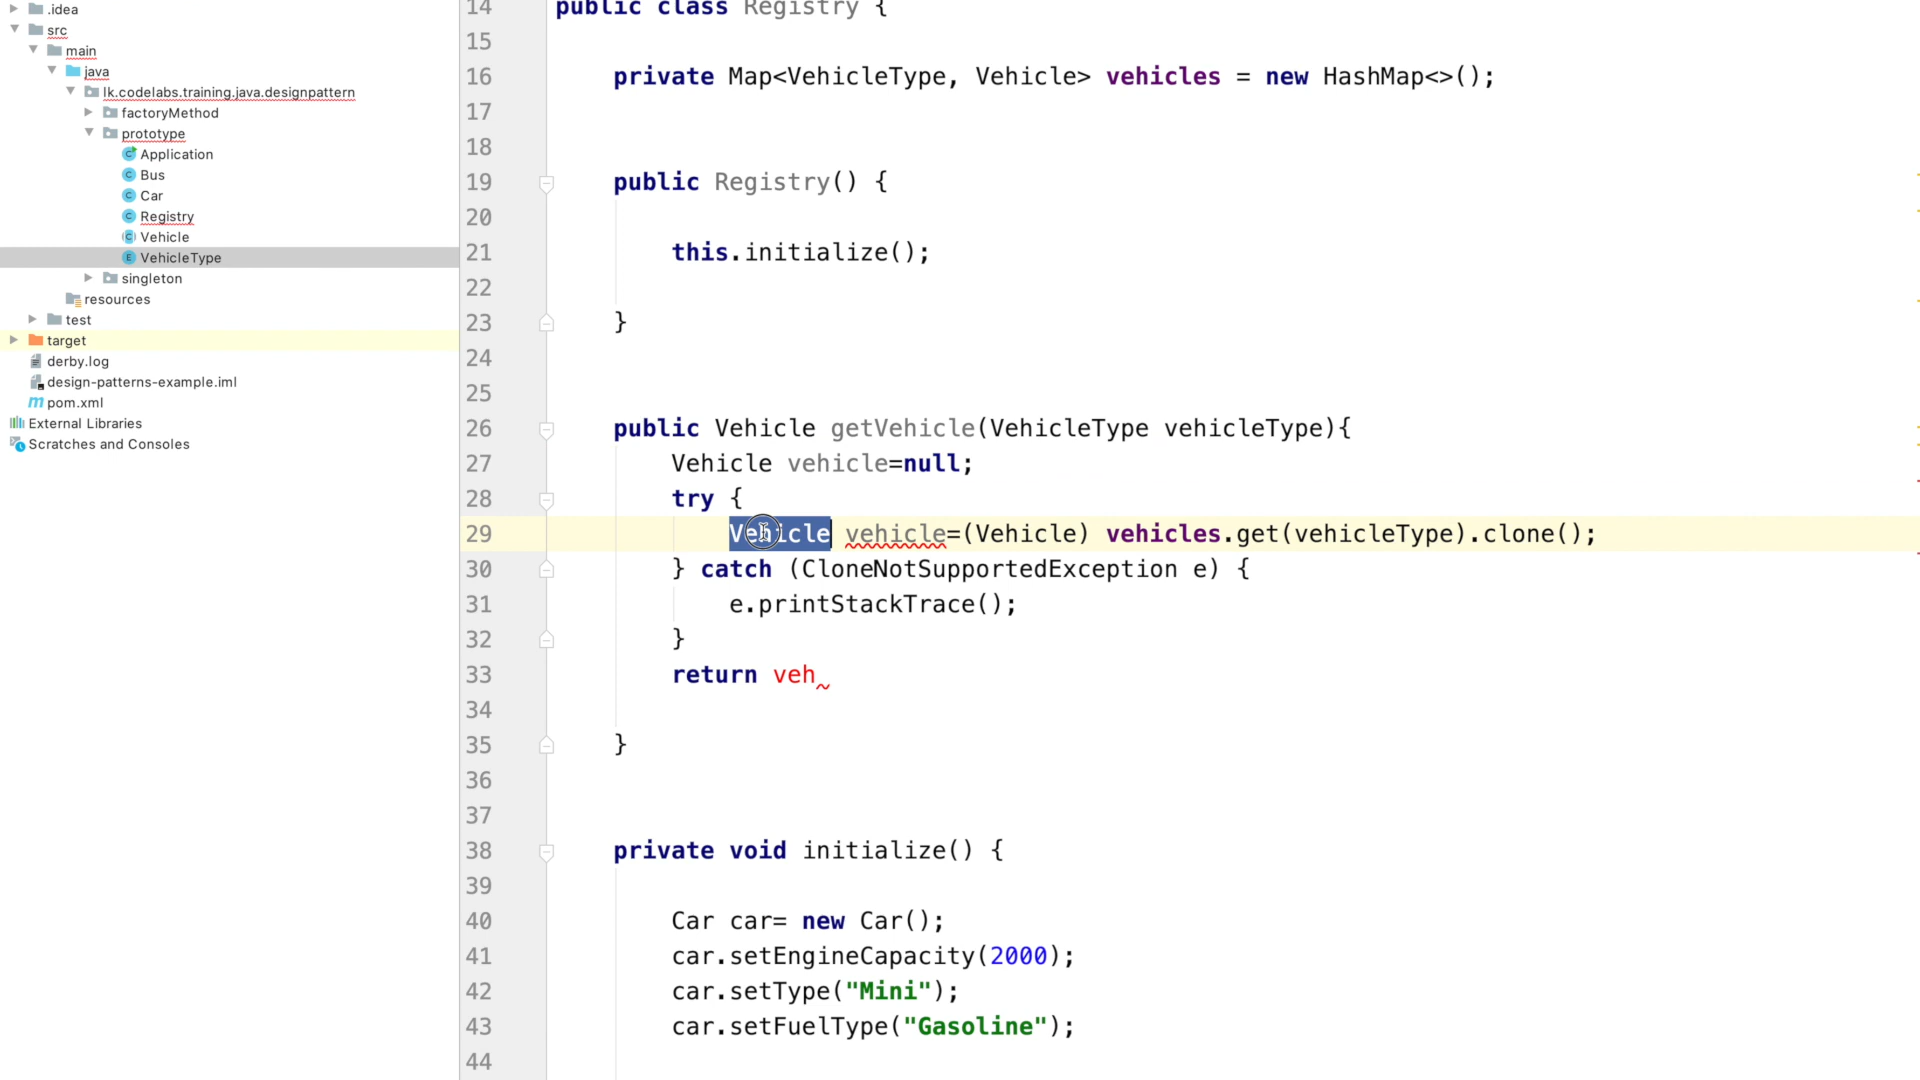 .idea
src
main
java
lk.codelabs.training.java.designpattern
factoryMethod
prototype
Application
Bus
Car
Registry
Vehicle
VehicleType
singleton
resources
test
target
derby.log
design-patterns-example.iml
pom.xml
External Libraries
Scratches and Consoles
14 public class Registry {
15
16 private Map<VehicleType, Vehicle> vehicles = new HashMap<>();
17
18
19 public Registry() {
20
21 this.initialize();
22
23 }
24
25
26 public Vehicle getVehicle(VehicleType vehicleType){
27 Vehicle vehicle=null;
28 try {
29 Vehicle vehicle=(Vehicle) vehicles.get(vehicleType).clone();
30 } catch (CloneNotSupportedException e) {
31 e.printStackTrace();
32 }
33 return veh
34
35 }
36
37
38 private void initialize() {
39
40 Car car= new Car();
41 car.setEngineCapacity(2000);
42 car.setType("Mini");
43 car.setFuelType("Gasoline");
44